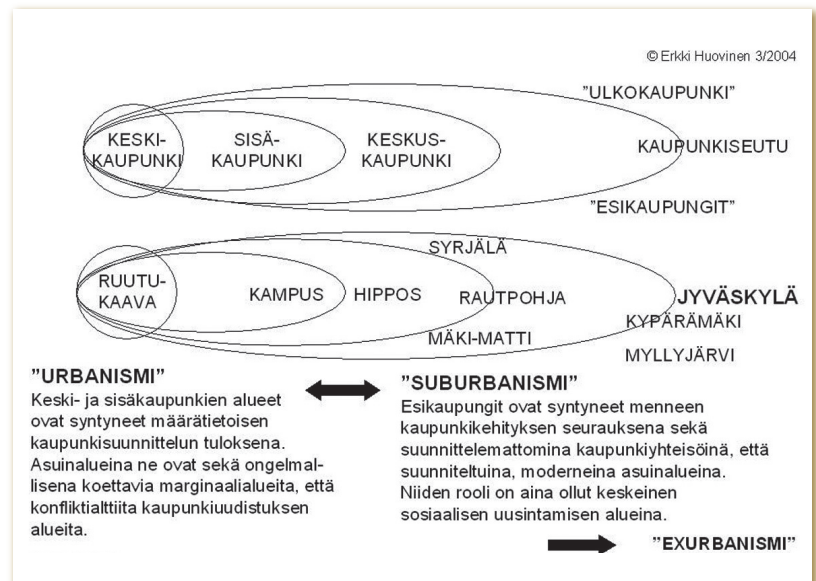 © Erkki Huovinen 3/2004
"ULKOKAUPUNKI"
KESKI-
KAUPUNKI
SISÄ-
KAUPUNKI
KESKUS-
KAUPUNKI
KAUPUNKISEUTU
"ESIKAUPUNGIT"
SYRJÄLÄ
RUUTU-
KAAVA
KAMPUS
HIPPOS
RAUTPOHJA
JYVÄSKYLÄ
KYPÄRÄMÄKI
MÄKI-MATTI
MYLLYJÄRVI
"URBANISMI"
Keski- ja sisäkaupunkien alueet
ovat syntyneet määrätietoisen
kaupunkisuunnittelun tuloksena.
Asuinalueina ne ovat sekä ongelmal-
lisena koettavia marginaalialueita, että
konfliktialttiita kaupunkiuudistuksen
alueita.
"SUBURBANISMI"
Esikaupungit ovat syntyneet menneen
kaupunkikehityksen seurauksena sekä
suunnittelemattomina kaupunkiyhteisöinä, että
suunniteltuina, moderneina asuinalueina.
Niiden rooli on aina ollut keskeinen
sosiaalisen uusintamisen alueina.
"EXURBANISMI"